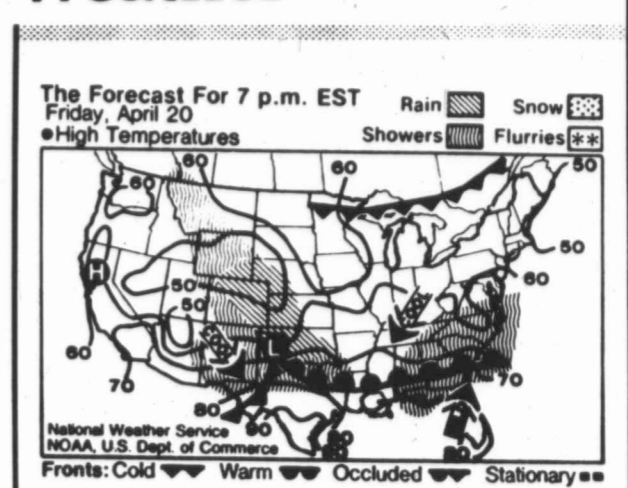 The Forecast For 7 p.m. EST
Friday, April 20
●High Temperatures
Rain
Snow
Showers
Flurries
60
60
50
60
50
60
50
50
H
L
60
70
80
90
80
70
80
National Weather Service
NOAA, U.S. Dept. of Commerce
Fronts: Cold Warm Occluded Stationary